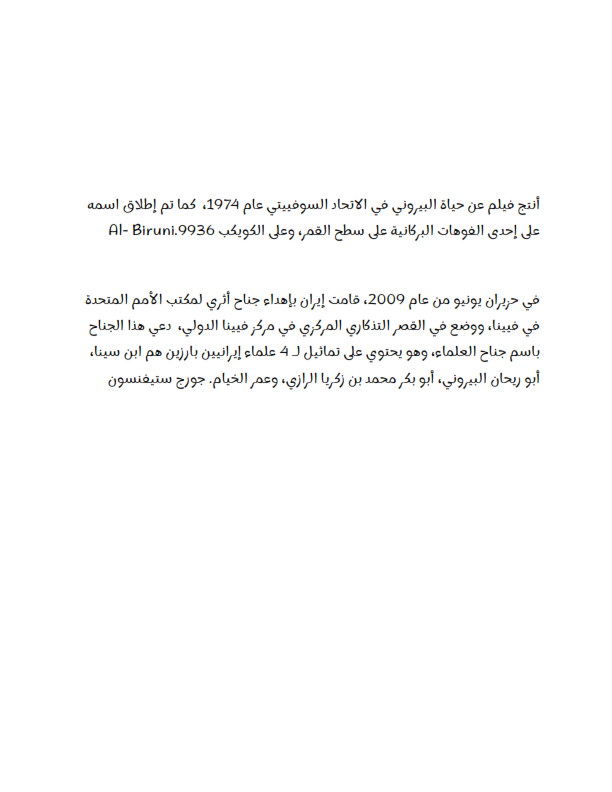 أنتج فيلم عن حياة البيروني في الاتحاد السوفييتي عام 1974، كما تم إطلاق اسمه
على إحدى الفوهات البركانية على سطح القمر، وعلى الكويكب 9936.Al- Biruni
في حزيران يونيو من عام 2009، قامت إيران بإهداء جناح أثري لمكتب الأمم المتحدة
في فيينا، ووضع في القصر التذكاري المركزي في مركز فيينا الدولي، دعي هذا الجناح
باسم جناح العلماء، وهو يحتوي على تماثيل لـ 4 علماء إيرانيين بارزين هم ابن سينا،
أبو ريحان البيروني، أبو بكر محمد بن زكريا الرازي، وعمر الخيام. جورج ستيفنسون